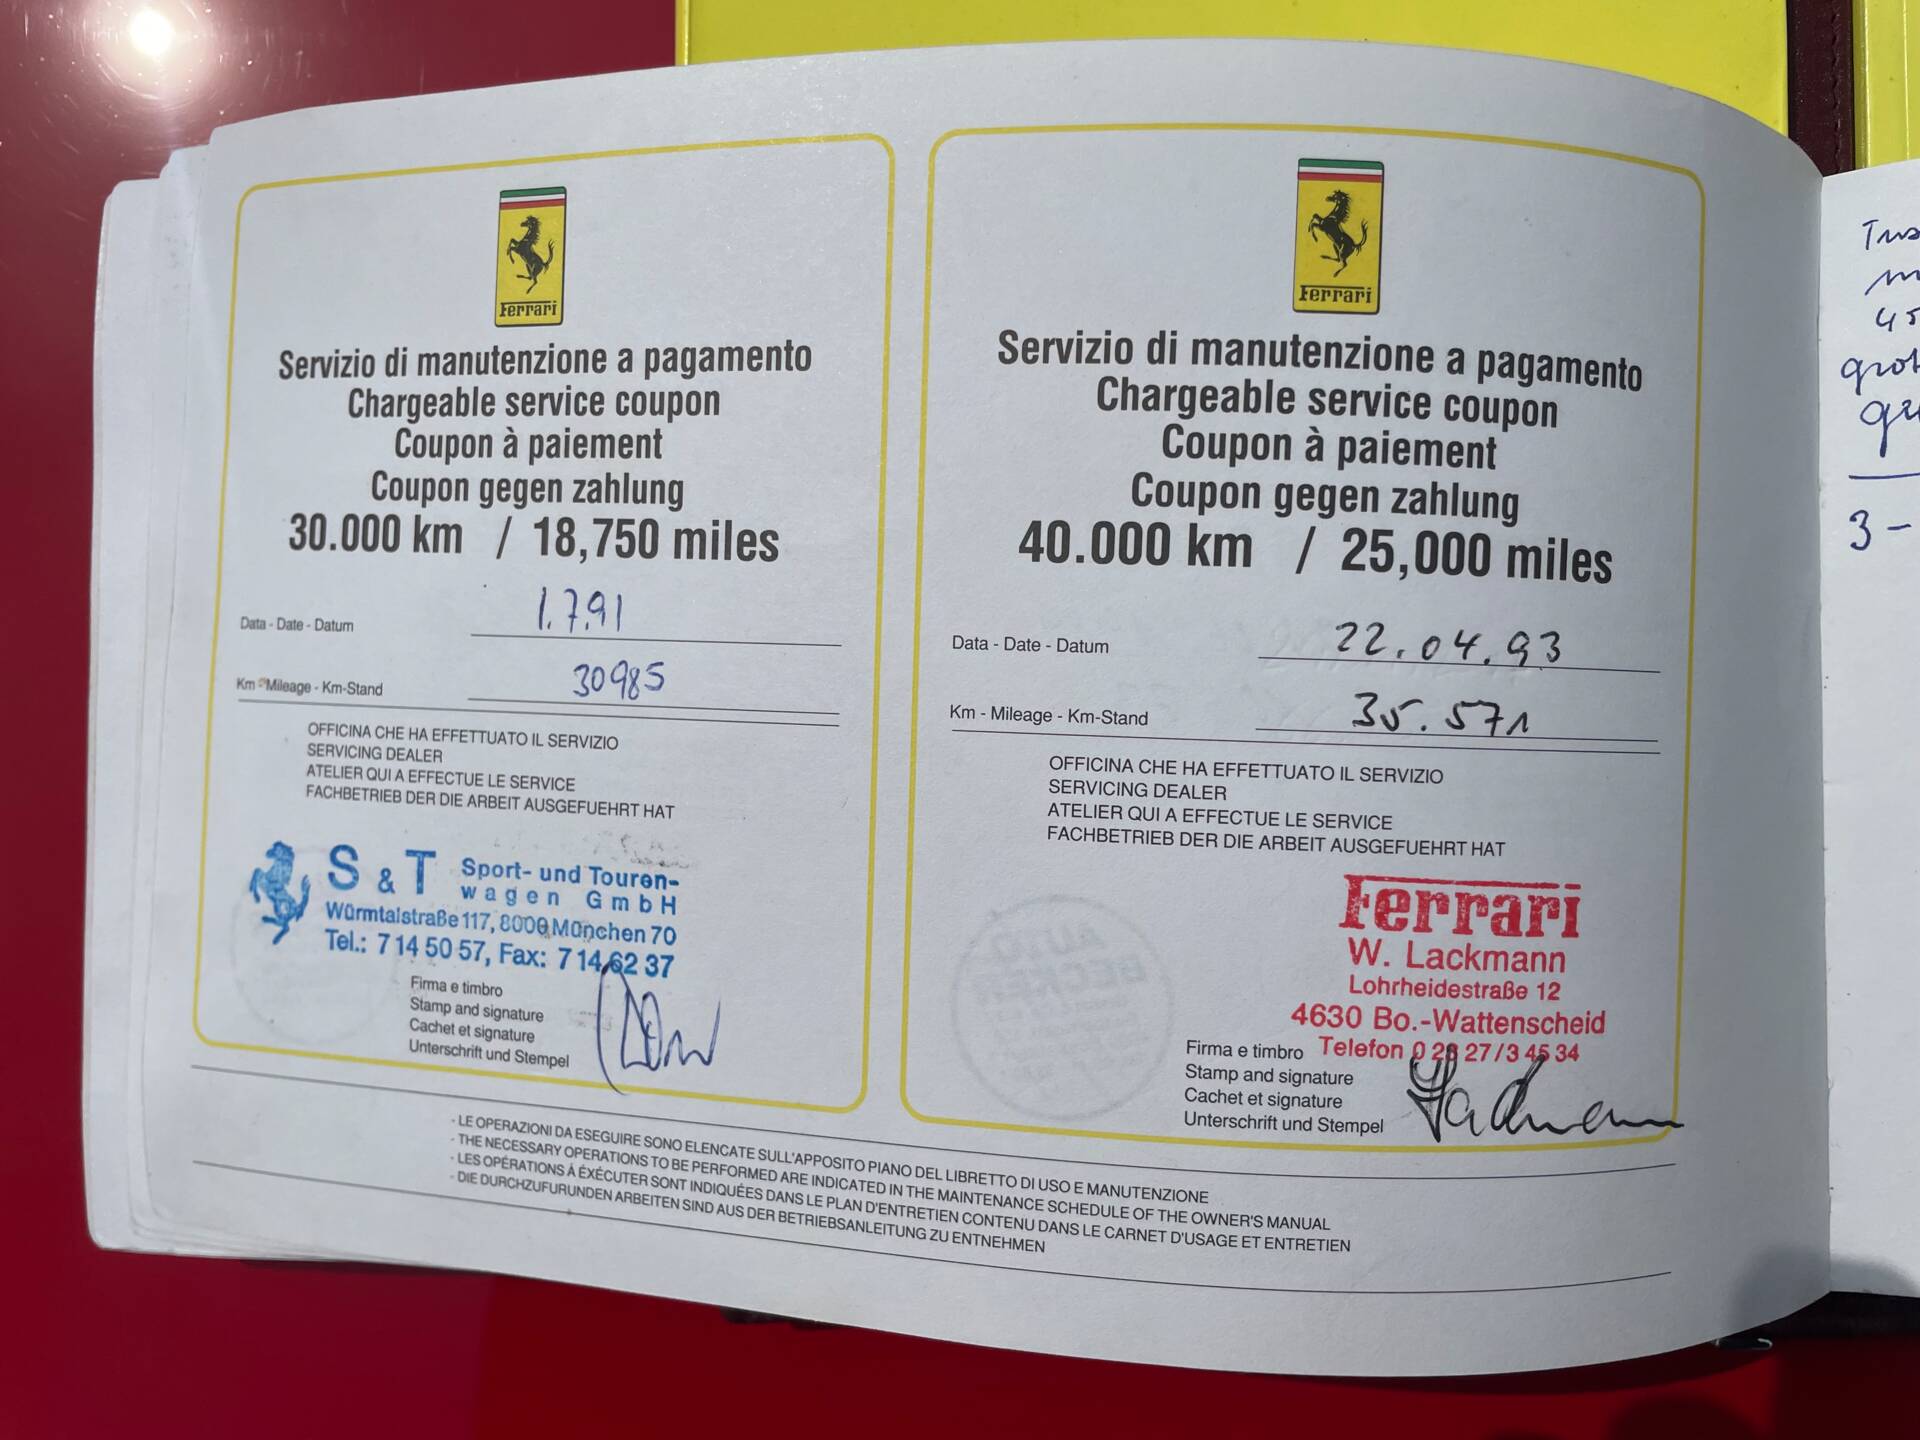 Ferrari
Servizio di manutenzione a pagamento
Chargeable service coupon
Coupon à paiement
Coupon gegen zahlung
30.000 km / 18,750 miles
Data - Date - Datum 1.7.91
Km - Mileage - Km-Stand 30985
OFFICINA CHE HA EFFETTUATO IL SERVIZIO
SERVICING DEALER
ATELIER QUI A EFFECTUE LE SERVICE
FACHBETRIEB DER DIE ARBEIT AUSGEFUEHRT HAT
S & T Sport- und Touren-
wagen GmbH
Würmtalstraße 117, 8000 München 70
Tel.: 7 14 50 57, Fax: 7 14 62 37
Firma e timbro
Stamp and signature
Cachet et signature
Unterschrift und Stempel
Ferrari
Servizio di manutenzione a pagamento
Chargeable service coupon
Coupon à paiement
Coupon gegen zahlung
40.000 km / 25,000 miles
Data - Date - Datum 22.04.93
Km - Mileage - Km-Stand 35.571
OFFICINA CHE HA EFFETTUATO IL SERVIZIO
SERVICING DEALER
ATELIER QUI A EFFECTUE LE SERVICE
FACHBETRIEB DER DIE ARBEIT AUSGEFUEHRT HAT
Ferrari
W. Lackmann
Lohrheidestraße 12
4630 Bo.-Wattenscheid
Telefon 0 23 27/3 45 34
Firma e timbro
Stamp and signature
Cachet et signature
Unterschrift und Stempel
Lackmann
- LE OPERAZIONI DA ESEGUIRE SONO ELENCATE SULL'APPOSITO PIANO DEL LIBRETTO DI USO E MANUTENZIONE
- THE NECESSARY OPERATIONS TO BE PERFORMED ARE INDICATED IN THE MAINTENANCE SCHEDULE OF THE OWNER'S MANUAL
- LES OPÉRATIONS À ÉXÉCUTER SONT INDIQUÉES DANS LE PLAN D'ENTRETIEN CONTENU DANS LE CARNET D'USAGE ET ENTRETIEN
- DIE DURCHZUFURUNDEN ARBEITEN SIND AUS DER BETRIEBSANLEITUNG ZU ENTNEHMEN
45
3 -